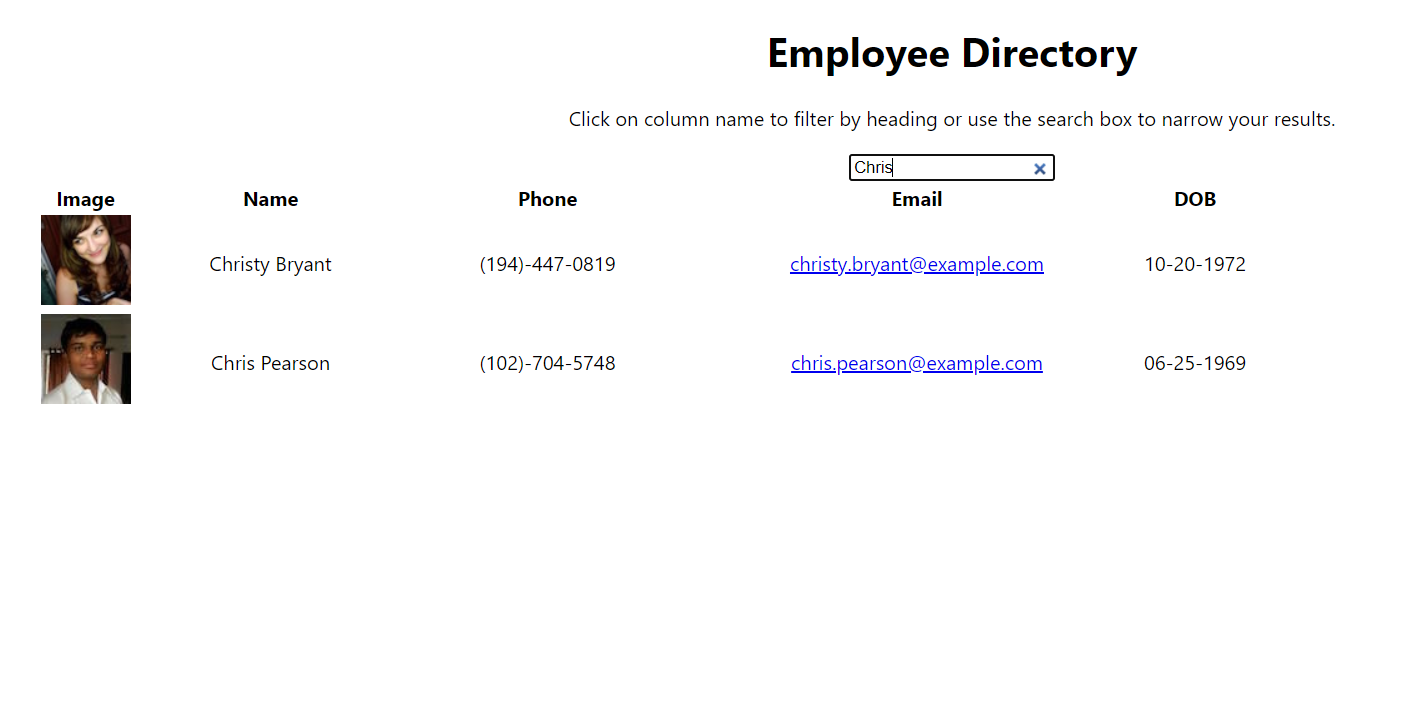 Employee Directory
Click on column name to filter by heading or use the search box to narrow your results.
Chris
Image Name Phone Email DOB
Christy Bryant (194)-447-0819 christy.bryant@example.com 10-20-1972
Chris Pearson (102)-704-5748 chris.pearson@example.com 06-25-1969